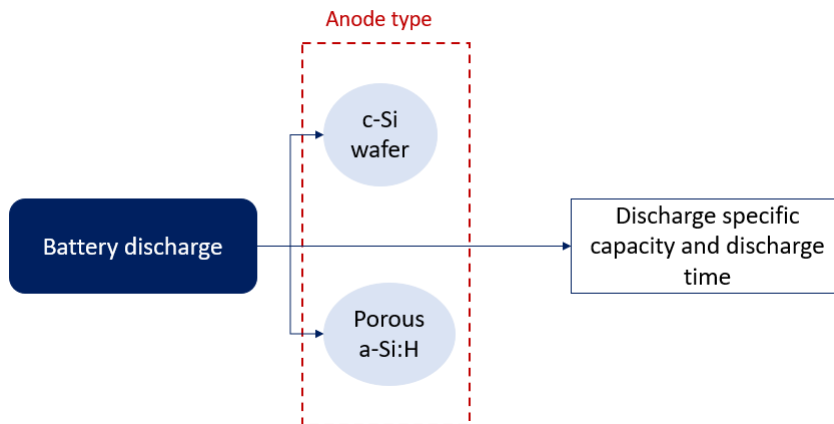 Anode type
c-Si
wafer
Battery discharge
Discharge specific
capacity and discharge
time
Porous
a-Si:H